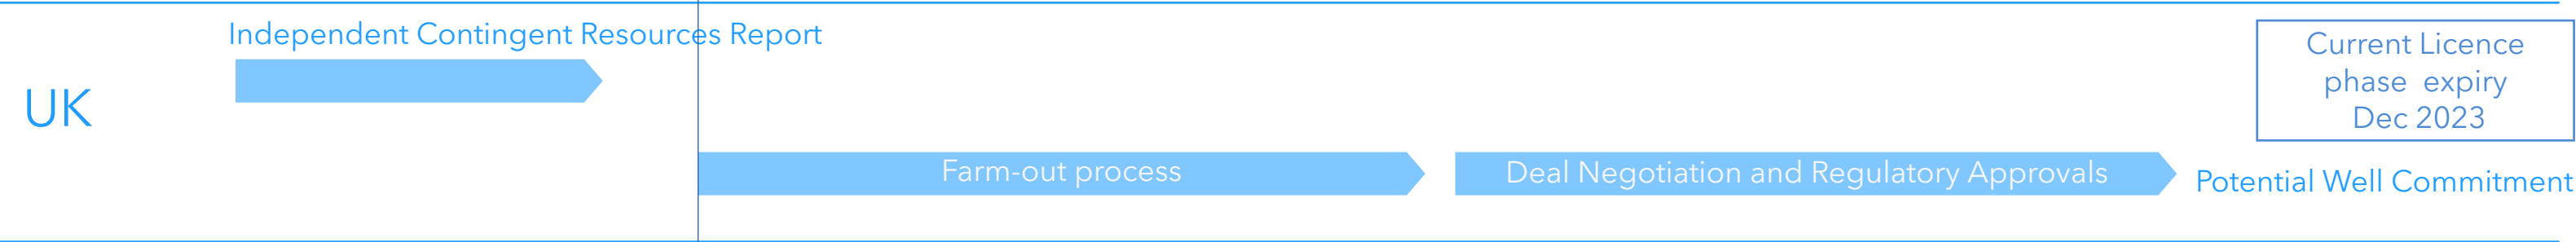 Independent Contingent Resources Report
UK
Current Licence
phase expiry
Dec 2023
Farm-out process
Deal Negotiation and Regulatory Approvals
Potential Well Commitment